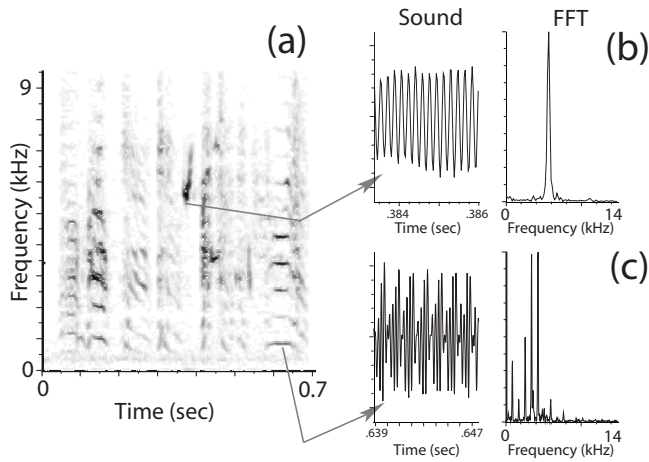 Sound FFT
(a)
(b)
9
Frequency (kHz)
0
0 0.7
Time (sec)
.384 .386
Time (sec)
0 14
Frequency (kHz)
(c)
.639 .647
Time (sec)
0 14
Frequency (kHz)